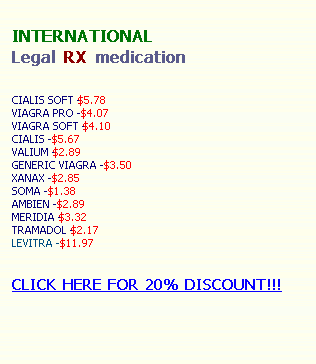 INTERNATIONAL
Legal RX medication
CIALIS SOFT $5.78
VIAGRA PRO -$4.07
VIAGRA SOFT $4.10
CIALIS -$5.67
VALIUM $2.89
GENERIC VIAGRA -$3.50
XANAX -$2.85
SOMA -$1.38
AMBIEN -$2.89
MERIDIA $3.32
TRAMADOL $2.17
LEVITRA -$11.97
CLICK HERE FOR 20% DISCOUNT!!!